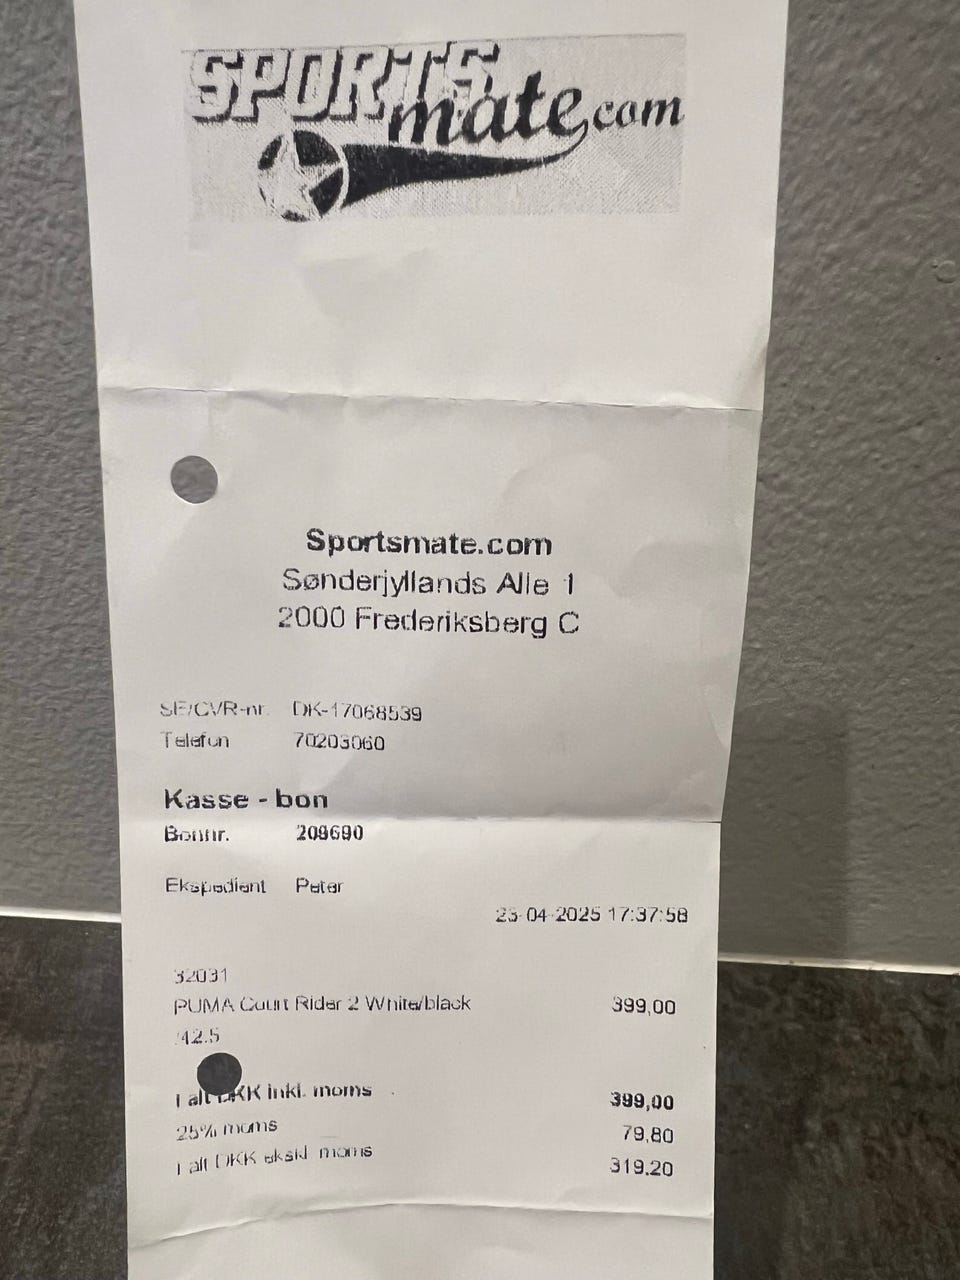 SPORTS mate.com
Sportsmate.com
Sønderjyllands Alle 1
2000 Frederiksberg C
SE/CVR-nr. DK-17068539
Telefon 70203060
Kasse - bon
Bonnr. 208690
Ekspedient Peter
23-04-2025 17:37:58
32031
PUMA Court Rider 2 White/black 399,00
42.5
I alt DKK inkl. moms 399,00
25% moms 79,80
I alt DKK ekskl. moms 319,20